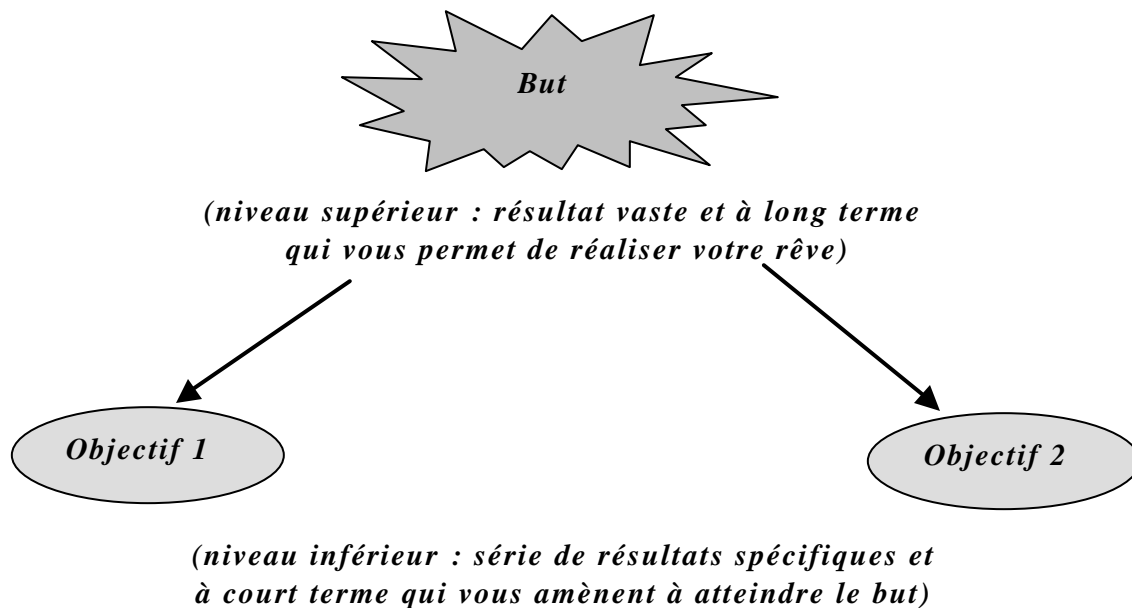 But
(niveau supérieur : résultat vaste et à long terme
qui vous permet de réaliser votre rêve)
Objectif 1
Objectif 2
(niveau inférieur : série de résultats spécifiques et
à court terme qui vous amènent à atteindre le but)